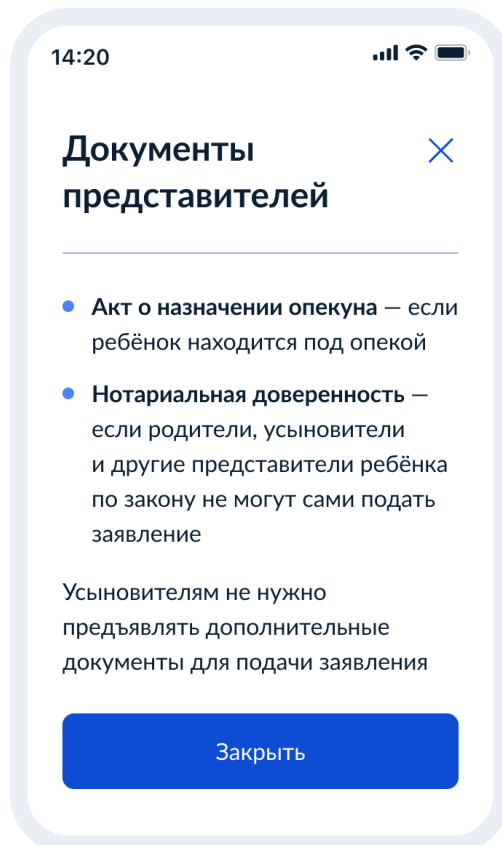 14:20
Документы
представителей
Акт о назначении опекуна — если
ребёнок находится под опекой
Нотариальная доверенность —
если родители, усыновители
и другие представители ребёнка
по закону не могут сами подать
заявление
Усыновителям не нужно
предъявлять дополнительные
документы для подачи заявления
Закрыть